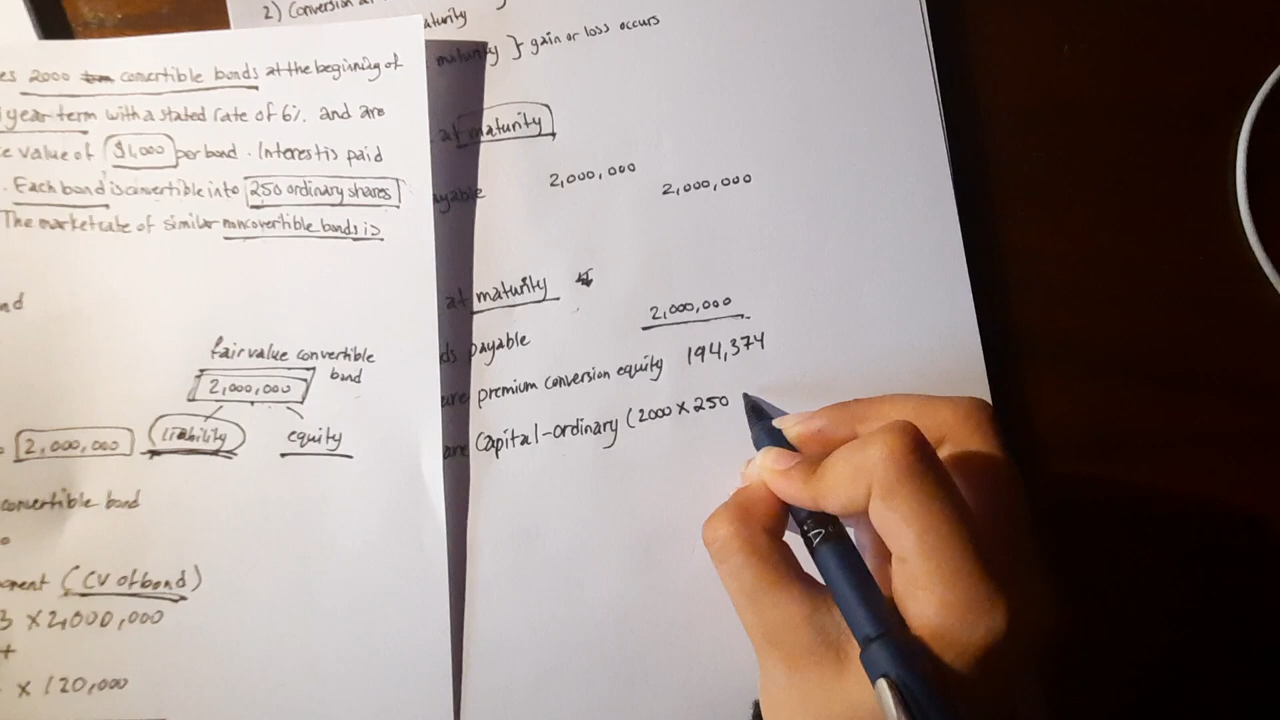 es 2000 convertible bonds at the beginning of
year term with a stated rate of 6%. and are
e value of $1,000 per bond. Interest is paid
. Each bond is convertible into 250 ordinary shares
The market rate of similar nonconvertible bonds is
nd
fair value convertible
bond
2,000,000
2,000,000 liability equity
convertible bond
o
onent (CV of bond)
3 × 2,000,000
+
× 120,000
2) Conversion at
aturity
maturity } gain or loss occurs
at maturity
ayable 2,000,000
2,000,000
at maturity
ds payable 2,000,000
are premium conversion equity 194,374
are Capital-ordinary (2000 × 250